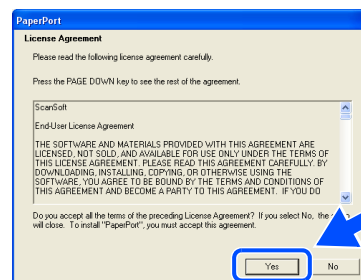 PaperPort
License Agreement
Please read the following license agreement carefully.
Press the PAGE DOWN key to see the rest of the agreement.
ScanSoft
End-User License Agreement
THE SOFTWARE AND MATERIALS PROVIDED WITH THIS AGREEMENT ARE
LICENSED, NOT SOLD, AND AVAILABLE FOR USE ONLY UNDER THE TERMS OF
THIS LICENSE AGREEMENT. PLEASE READ THIS AGREEMENT CAREFULLY. BY
DOWNLOADING, INSTALLING, COPYING, OR OTHERWISE USING THE
SOFTWARE, YOU AGREE TO BE BOUND BY THE TERMS AND CONDITIONS OF
THIS AGREEMENT AND BECOME A PARTY TO THIS AGREEMENT. IF YOU DO
Do you accept all the terms of the preceding License Agreement? If you select No, the
will close. To install "PaperPort", you must accept this agreement.
Yes No